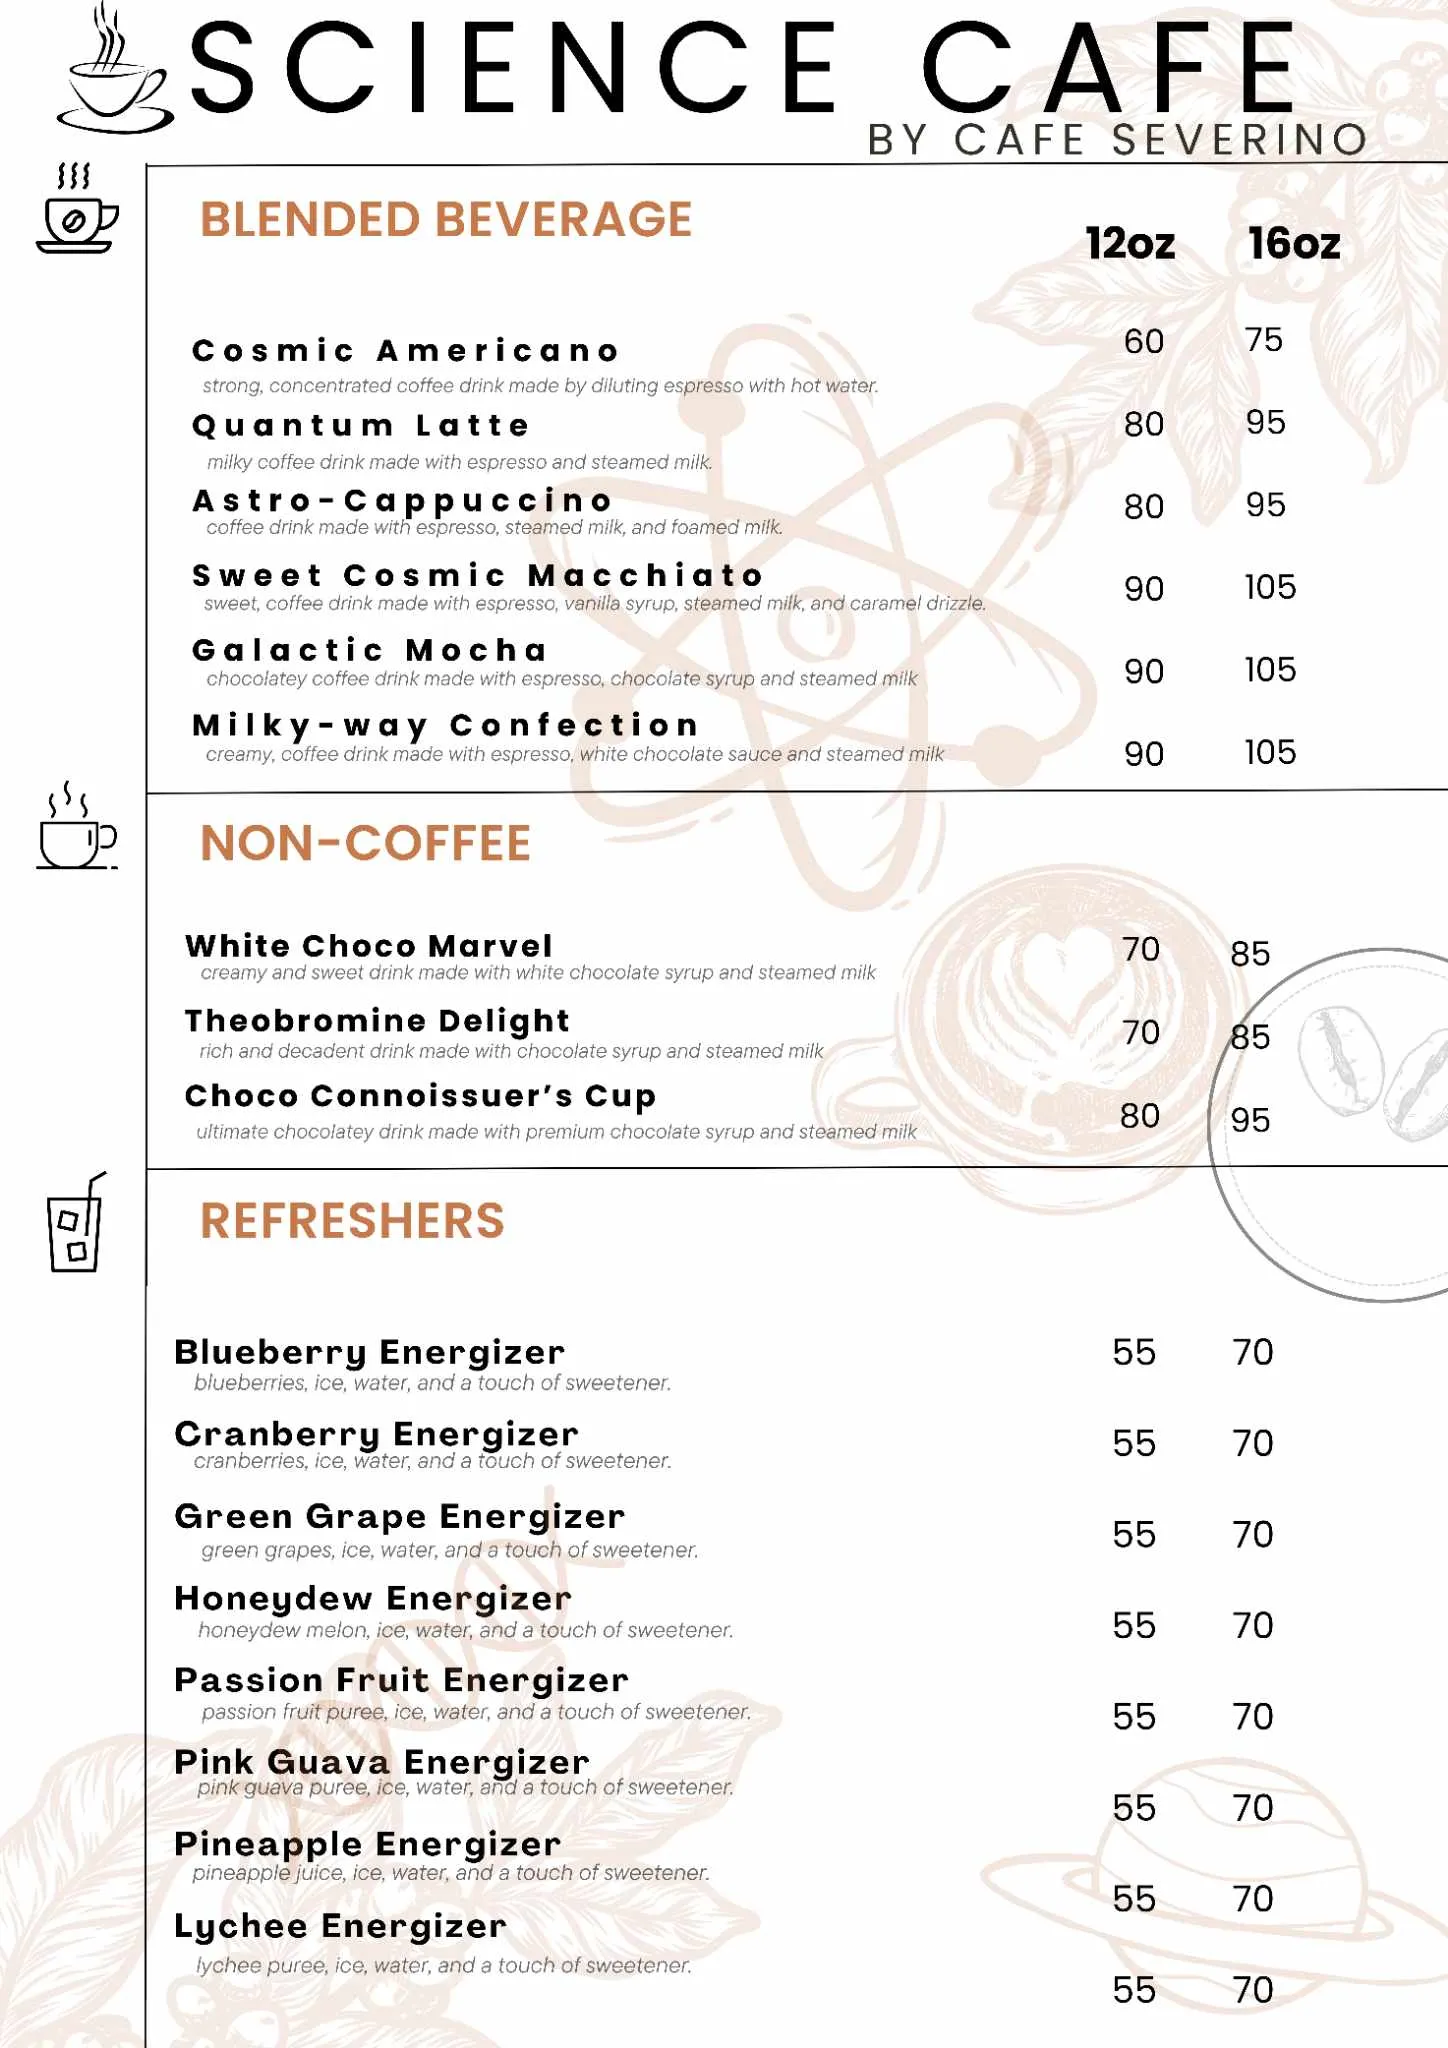 SCIENCE CAFE
BY CAFE SEVERINO
BLENDED BEVERAGE
12oz 16oz
Cosmic Americano 60 75
strong, concentrated coffee drink made by diluting espresso with hot water.
Quantum Latte 80 95
milky coffee drink made with espresso and steamed milk.
Astro-Cappuccino 80 95
coffee drink made with espresso, steamed milk, and foamed milk.
Sweet Cosmic Macchiato 90 105
sweet, coffee drink made with espresso, vanilla syrup, steamed milk, and caramel drizzle.
Galactic Mocha 90 105
chocolatey coffee drink made with espresso, chocolate syrup and steamed milk
Milky-way Confection 90 105
creamy, coffee drink made with espresso, white chocolate sauce and steamed milk
NON-COFFEE
White Choco Marvel 70 85
creamy and sweet drink made with white chocolate syrup and steamed milk
Theobromine Delight 70 85
rich and decadent drink made with chocolate syrup and steamed milk
Choco Connoissuer's Cup 80 95
ultimate chocolatey drink made with premium chocolate syrup and steamed milk
REFRESHERS
Blueberry Energizer 55 70
blueberries, ice, water, and a touch of sweetener.
Cranberry Energizer 55 70
cranberries, ice, water, and a touch of sweetener.
Green Grape Energizer 55 70
green grapes, ice, water, and a touch of sweetener.
Honeydew Energizer 55 70
honeydew melon, ice, water, and a touch of sweetener.
Passion Fruit Energizer 55 70
passion fruit puree, ice, water, and a touch of sweetener.
Pink Guava Energizer 55 70
pink guava puree, ice, water, and a touch of sweetener.
Pineapple Energizer 55 70
pineapple juice, ice, water, and a touch of sweetener.
Lychee Energizer 55 70
lychee puree, ice, water, and a touch of sweetener.